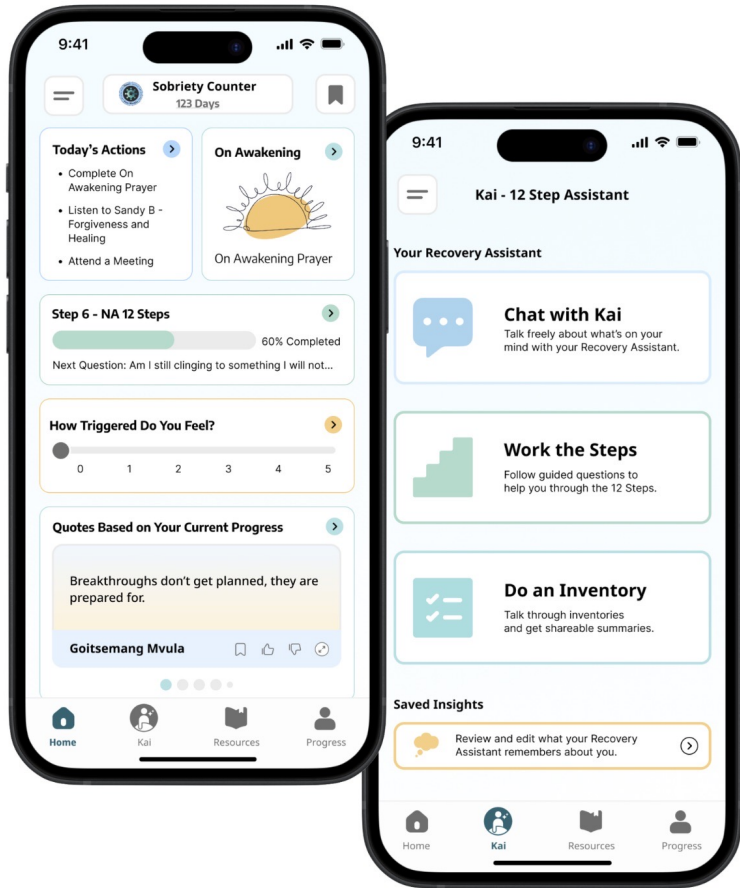 9:41
Sobriety Counter
123 Days
Today's Actions
• Complete On
Awakening Prayer
• Listen to Sandy B -
Forgiveness and
Healing
• Attend a Meeting
On Awakening
On Awakening Prayer
Step 6 - NA 12 Steps
60% Completed
Next Question: Am I still clinging to something I will not...
How Triggered Do You Feel?
0 1 2 3 4 5
Quotes Based on Your Current Progress
Breakthroughs don't get planned, they are
prepared for.
Goitsemang Mvula
Home Kai Resources Progress
9:41
Kai - 12 Step Assistant
Your Recovery Assistant
Chat with Kai
Talk freely about what's on your
mind with your Recovery Assistant.
Work the Steps
Follow guided questions to
help you through the 12 Steps.
Do an Inventory
Talk through inventories
and get shareable summaries.
Saved Insights
Review and edit what your Recovery
Assistant remembers about you.
Home Kai Resources Progress